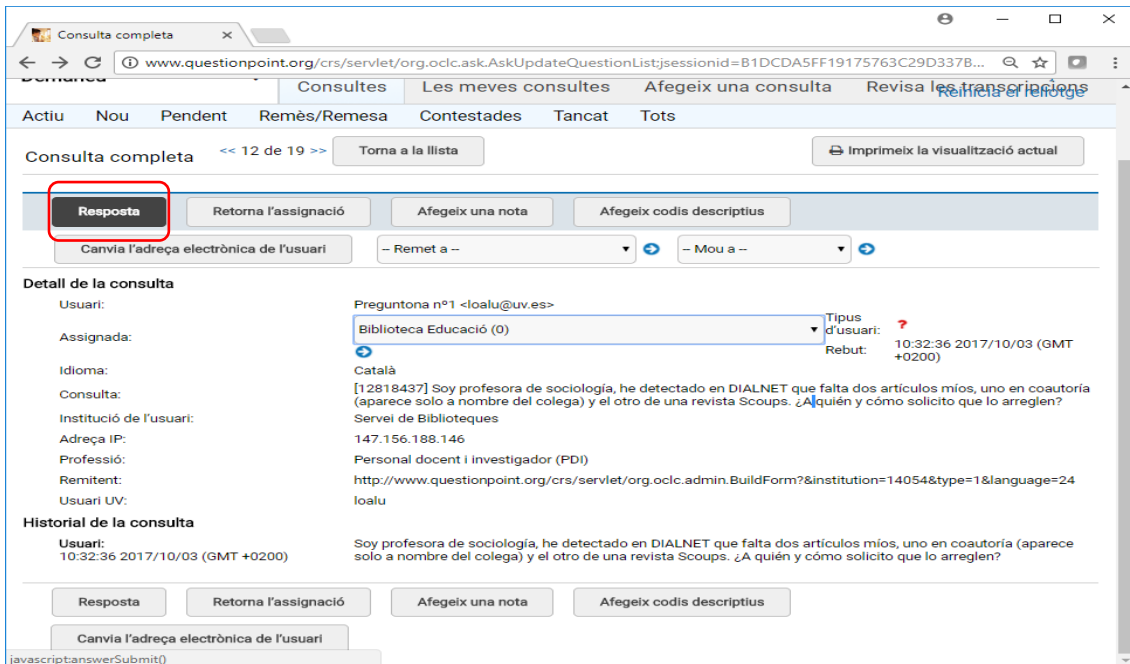 Consulta completa
www.questionpoint.org/crs/servlet/org.oclc.ask.AskUpdateQuestionList;jsessionid=B1DCDA5FF19175763C29D337B...
Consultes Les meves consultes Afegeix una consulta Revisa les transcripcions
Reinicia el rellotge
Actiu Nou Pendent Remès/Remesa Contestades Tancat Tots
Consulta completa << 12 de 19 >> Torna a la llista Imprimeix la visualització actual
Resposta Retorna l'assignació Afegeix una nota Afegeix codis descriptius
Canvia l'adreça electrònica de l'usuari -- Remet a -- -- Mou a --
Detall de la consulta
Usuari: Preguntona nº1 <loalu@uv.es>
Assignada: Biblioteca Educació (0) Tipus d'usuari: ?
Rebut: 10:32:36 2017/10/03 (GMT
+0200)
Idioma: Català
Consulta: [12818437] Soy profesora de sociología, he detectado en DIALNET que falta dos artículos míos, uno en coautoría
(aparece solo a nombre del colega) y el otro de una revista Scoups. ¿A quién y cómo solicito que lo arreglen?
Institució de l'usuari: Servei de Biblioteques
Adreça IP: 147.156.188.146
Professió: Personal docent i investigador (PDI)
Remitent: http://www.questionpoint.org/crs/servlet/org.oclc.admin.BuildForm?&institution=14054&type=1&language=24
Usuari UV: loalu
Historial de la consulta
Usuari: Soy profesora de sociología, he detectado en DIALNET que falta dos artículos míos, uno en coautoría (aparece
10:32:36 2017/10/03 (GMT +0200) solo a nombre del colega) y el otro de una revista Scoups. ¿A quién y cómo solicito que lo arreglen?
Resposta Retorna l'assignació Afegeix una nota Afegeix codis descriptius
Canvia l'adreça electrònica de l'usuari
javascript:answerSubmit()